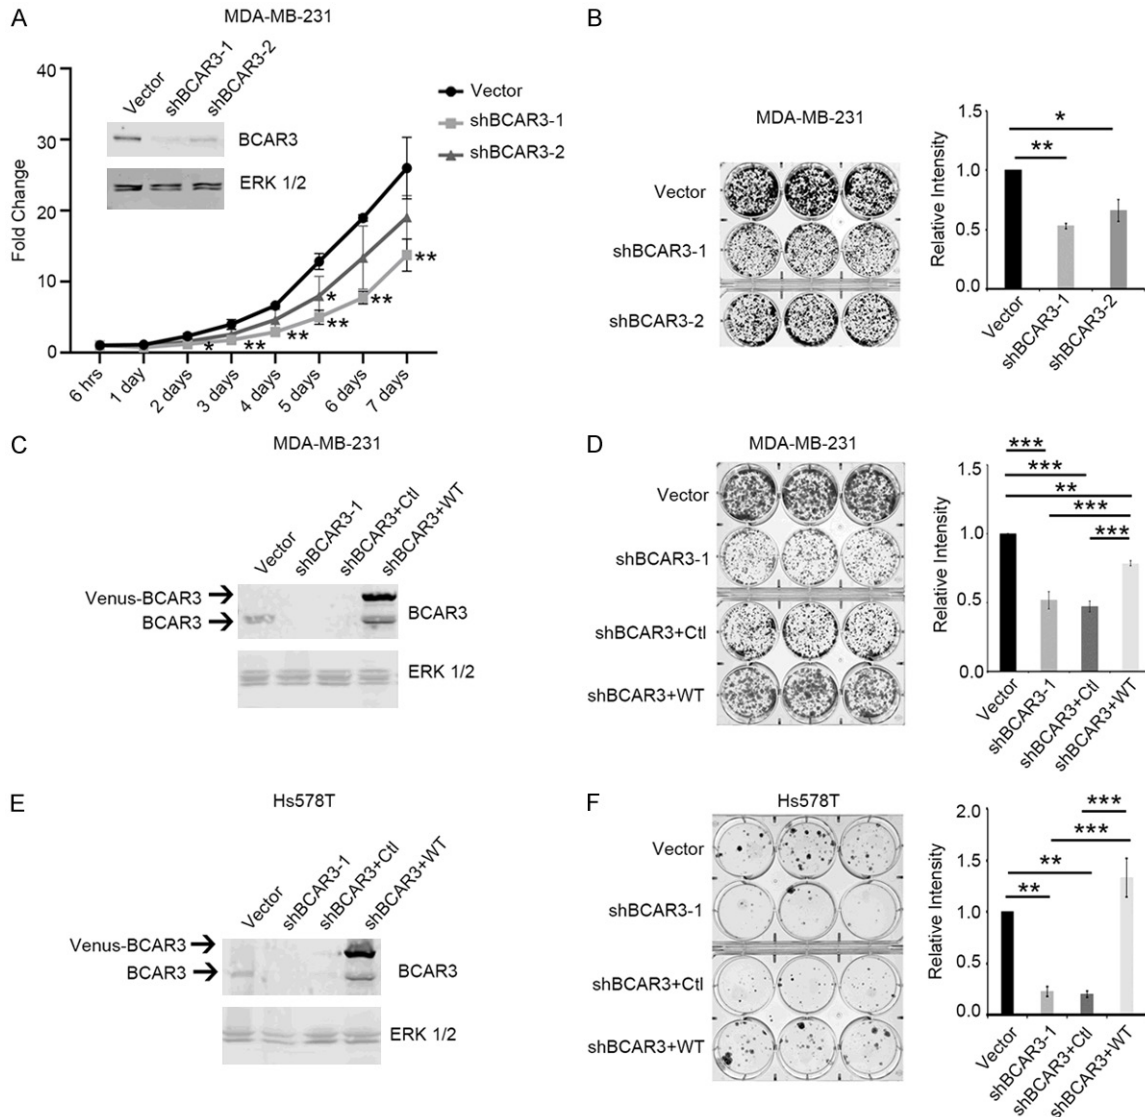 A
MDA-MB-231
Fold Change
40
30
20
10
0
Vector
shBCAR3-1
shBCAR3-2
BCAR3
ERK 1/2
Vector
shBCAR3-1
shBCAR3-2
*
**
**
*
**
**
**
6 hrs
1 day
2 days
3 days
4 days
5 days
6 days
7 days
B
MDA-MB-231
Vector
shBCAR3-1
shBCAR3-2
Relative Intensity
1.5
1.0
0.5
0.0
*
**
Vector
shBCAR3-1
shBCAR3-2
C
MDA-MB-231
Vector
shBCAR3-1
shBCAR3+Ctl
shBCAR3+WT
Venus-BCAR3
BCAR3
BCAR3
ERK 1/2
D
MDA-MB-231
Vector
shBCAR3-1
shBCAR3+Ctl
shBCAR3+WT
Relative Intensity
1.5
1.0
0.5
0.0
***
***
**
***
***
Vector
shBCAR3-1
shBCAR3+Ctl
shBCAR3+WT
E
Hs578T
Vector
shBCAR3-1
shBCAR3+Ctl
shBCAR3+WT
Venus-BCAR3
BCAR3
BCAR3
ERK 1/2
F
Hs578T
Vector
shBCAR3-1
shBCAR3+Ctl
shBCAR3+WT
Relative Intensity
2.0
1.5
1.0
0.5
0.0
***
***
**
**
Vector
shBCAR3-1
shBCAR3+Ctl
shBCAR3+WT